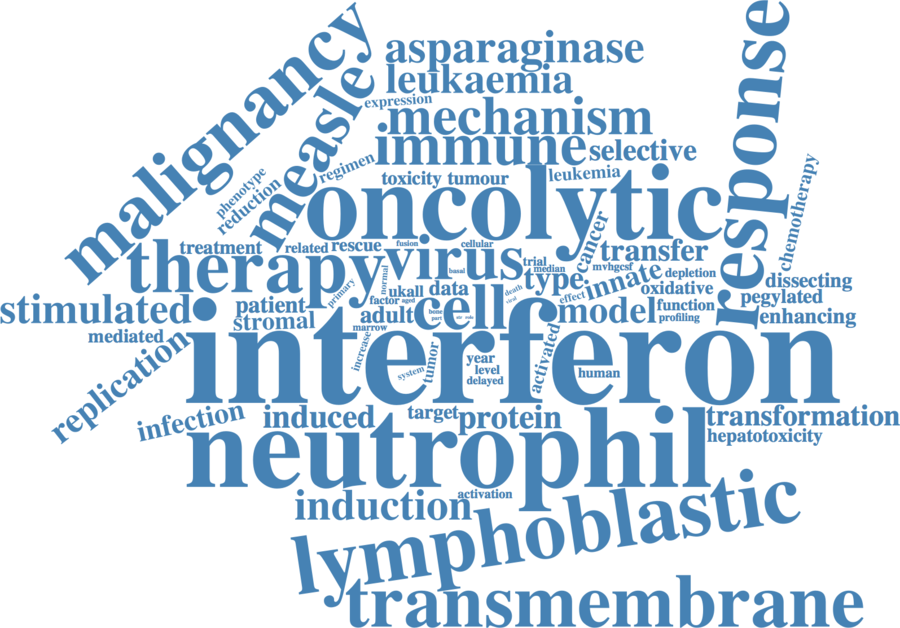 malignancy
response
asparaginase
leukaemia
measle
expression
mechanism
immune
selective
regimen
toxicity
tumour
leukemia
phenotype
reduction
oncolytic
chemotherapy
treatment
related
rescue
fusion
cellular
cancer
transfer
therapy
virus
basal
trial
median
mvhgcsf
innate
depletion
dissecting
normal
type
oxidative
pegylated
stimulated
patient
primary
factor
ukall
aged
data
death
viral
effect
model
function
enhancing
stromal
adult
cell
bone
part
profiling
mediated
marrow
interferon
replication
increase
system
tumor
year
level
delayed
activated
human
infection
induced
target
protein
transformation
neutrophil
hepatotoxicity
induction
activation
lymphoblastic
transmembrane